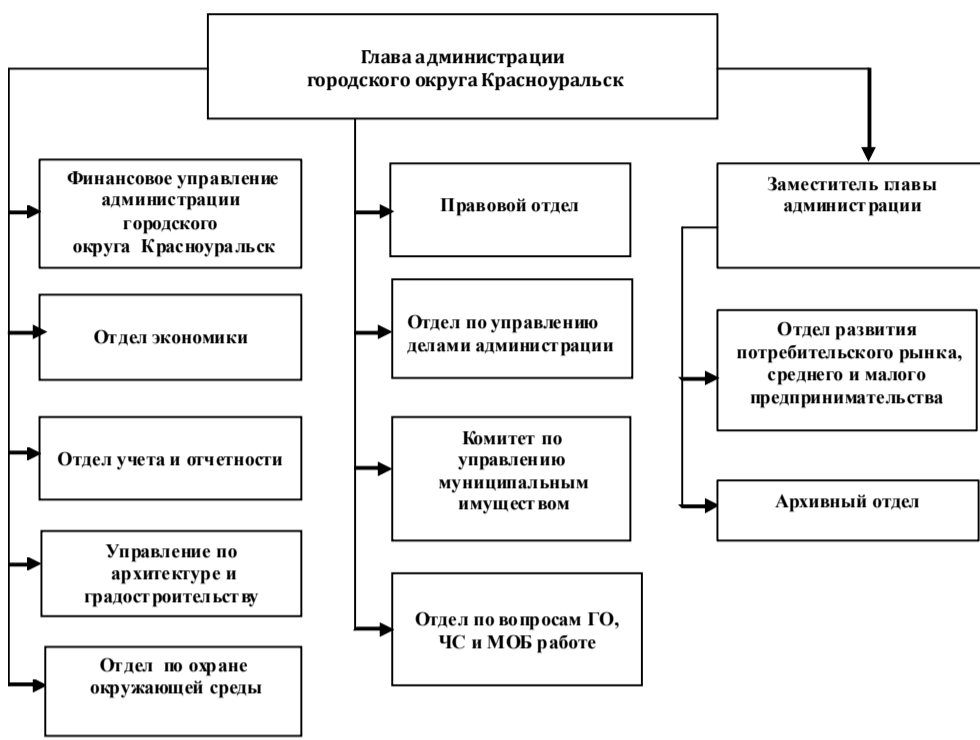 Глава администрации
городского округа Красноуральск
Финансовое управление
администрации
городского
округа Красноуральск
Отдел экономики
Отдел учета и отчетности
Управление по
архитектуре и
градостроительству
Отдел по охране
окружающей среды
Правовой отдел
Отдел по управлению
делами администрации
Комитет по
управлению
муниципальным
имуществом
Отдел по вопросам ГО,
ЧС и МОБ работе
Заместитель главы
администрации
Отдел развития
потребительского рынка,
среднего и малого
предпринимательства
Архивный отдел